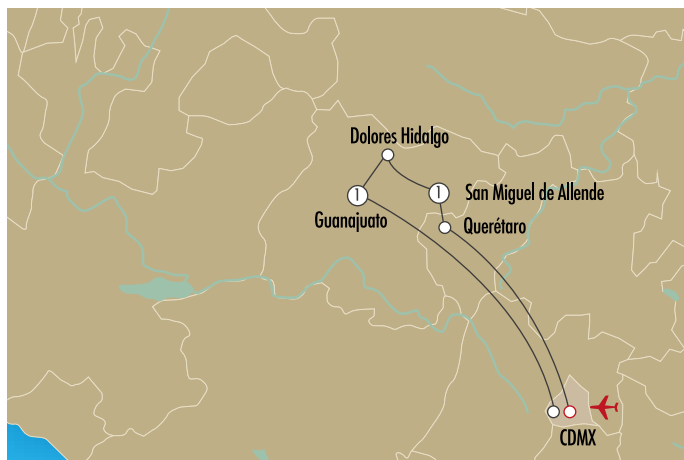 Dolores Hidalgo
1
1
San Miguel de Allende
Guanajuato
Querétaro
CDMX